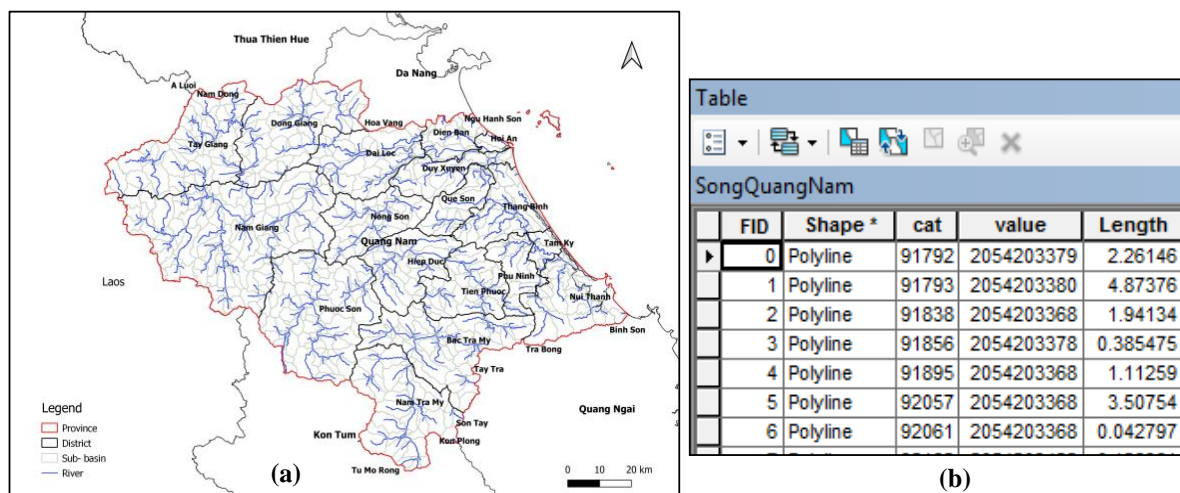 Thua Thien Hue
Da Nang
A Luoi
Nam Dong
Ngu Hanh Son
Dong Giang
Hoa Vang
Dien Ban
Hoi An
Tay Giang
Dai Loc
Duy Xuyen
Que Son
Thang Binh
Nong Son
Nam Giang
Quang Nam
Tam Ky
Hiep Duc
Phu Ninh
Laos
Tien Phuoc
Nui Thanh
Phuoc Son
Binh Son
Bac Tra My
Tra Bong
Tay Tra
Nam Tra My
Quang Ngai
Son Tay
Kon Tum
Kon Plong
Tu Mo Rong
Legend
Province
District
Sub- basin
River
(a)
0 10 20 km
Table
SongQuangNam
FID Shape * cat value Length
0 Polyline 91792 2054203379 2.26146
1 Polyline 91793 2054203380 4.87376
2 Polyline 91838 2054203368 1.94134
3 Polyline 91856 2054203378 0.385475
4 Polyline 91895 2054203368 1.11259
5 Polyline 92057 2054203368 3.50754
6 Polyline 92061 2054203368 0.042797
(b)